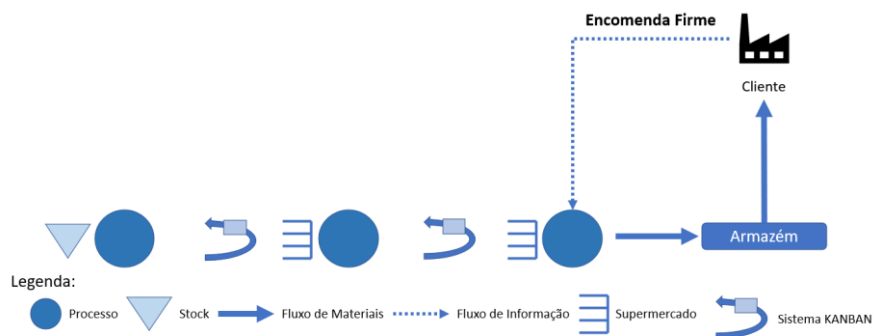 Encomenda Firme
Cliente
Armazém
Legenda:
Processo
Stock
Fluxo de Materiais
Fluxo de Informação
Supermercado
Sistema KANBAN